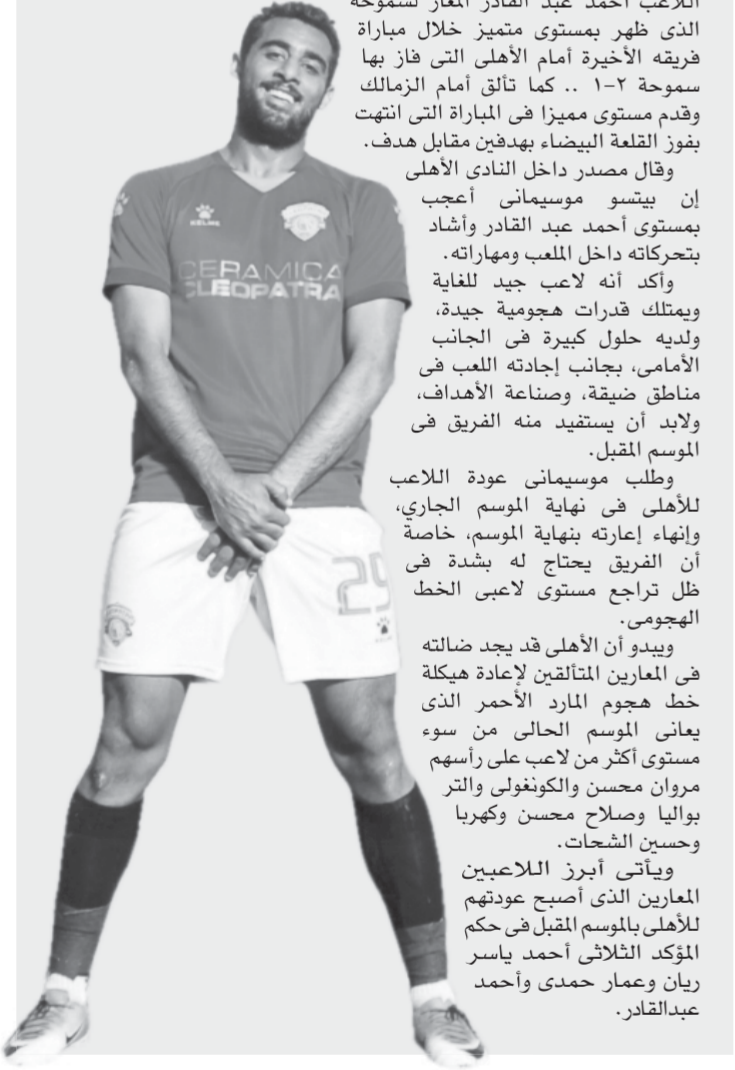 اللاعب أحمد عبد القادر المعار لسموحة
الذى ظهر بمستوى متميز خلال مباراة
فريقه الأخيرة أمام الأهلى التى فاز بها
سموحة ٢-١ .. كما تألق أمام الزمالك
وقدم مستوى مميزا فى المباراة التى انتهت
بفوز القلعة البيضاء بهدفين مقابل هدف.
وقال مصدر داخل النادى الأهلى
إن بيتسو موسيمانى أعجب
بمستوى أحمد عبد القادر وأشاد
بتحركاته داخل الملعب ومهاراته.
وأكد أنه لاعب جيد للغاية
ويمتلك قدرات هجومية جيدة،
ولديه حلول كبيرة فى الجانب
الأمامى، بجانب إجادته اللعب فى
مناطق ضيقة، وصناعة الأهداف،
ولابد أن يستفيد منه الفريق فى
الموسم المقبل.
وطلب موسيمانى عودة اللاعب
للأهلى فى نهاية الموسم الجاري،
وإنهاء إعارته بنهاية الموسم، خاصة
أن الفريق يحتاج له بشدة فى
ظل تراجع مستوى لاعبى الخط
الهجومى.
ويبدو أن الأهلى قد يجد ضالته
فى المعارين المتألقين لإعادة هيكلة
خط هجوم المارد الأحمر الذى
يعانى الموسم الحالى من سوء
مستوى أكثر من لاعب على رأسهم
مروان محسن والكونغولى والتر
بواليا وصلاح محسن وكهربا
وحسين الشحات.
ويأتى أبرز اللاعبين
المعارين الذى أصبح عودتهم
للأهلى بالموسم المقبل فى حكم
المؤكد الثلاثى أحمد ياسر
ريان وعمار حمدى وأحمد
عبدالقادر.
KELME
CERAMICA
CLEOPATRA
29